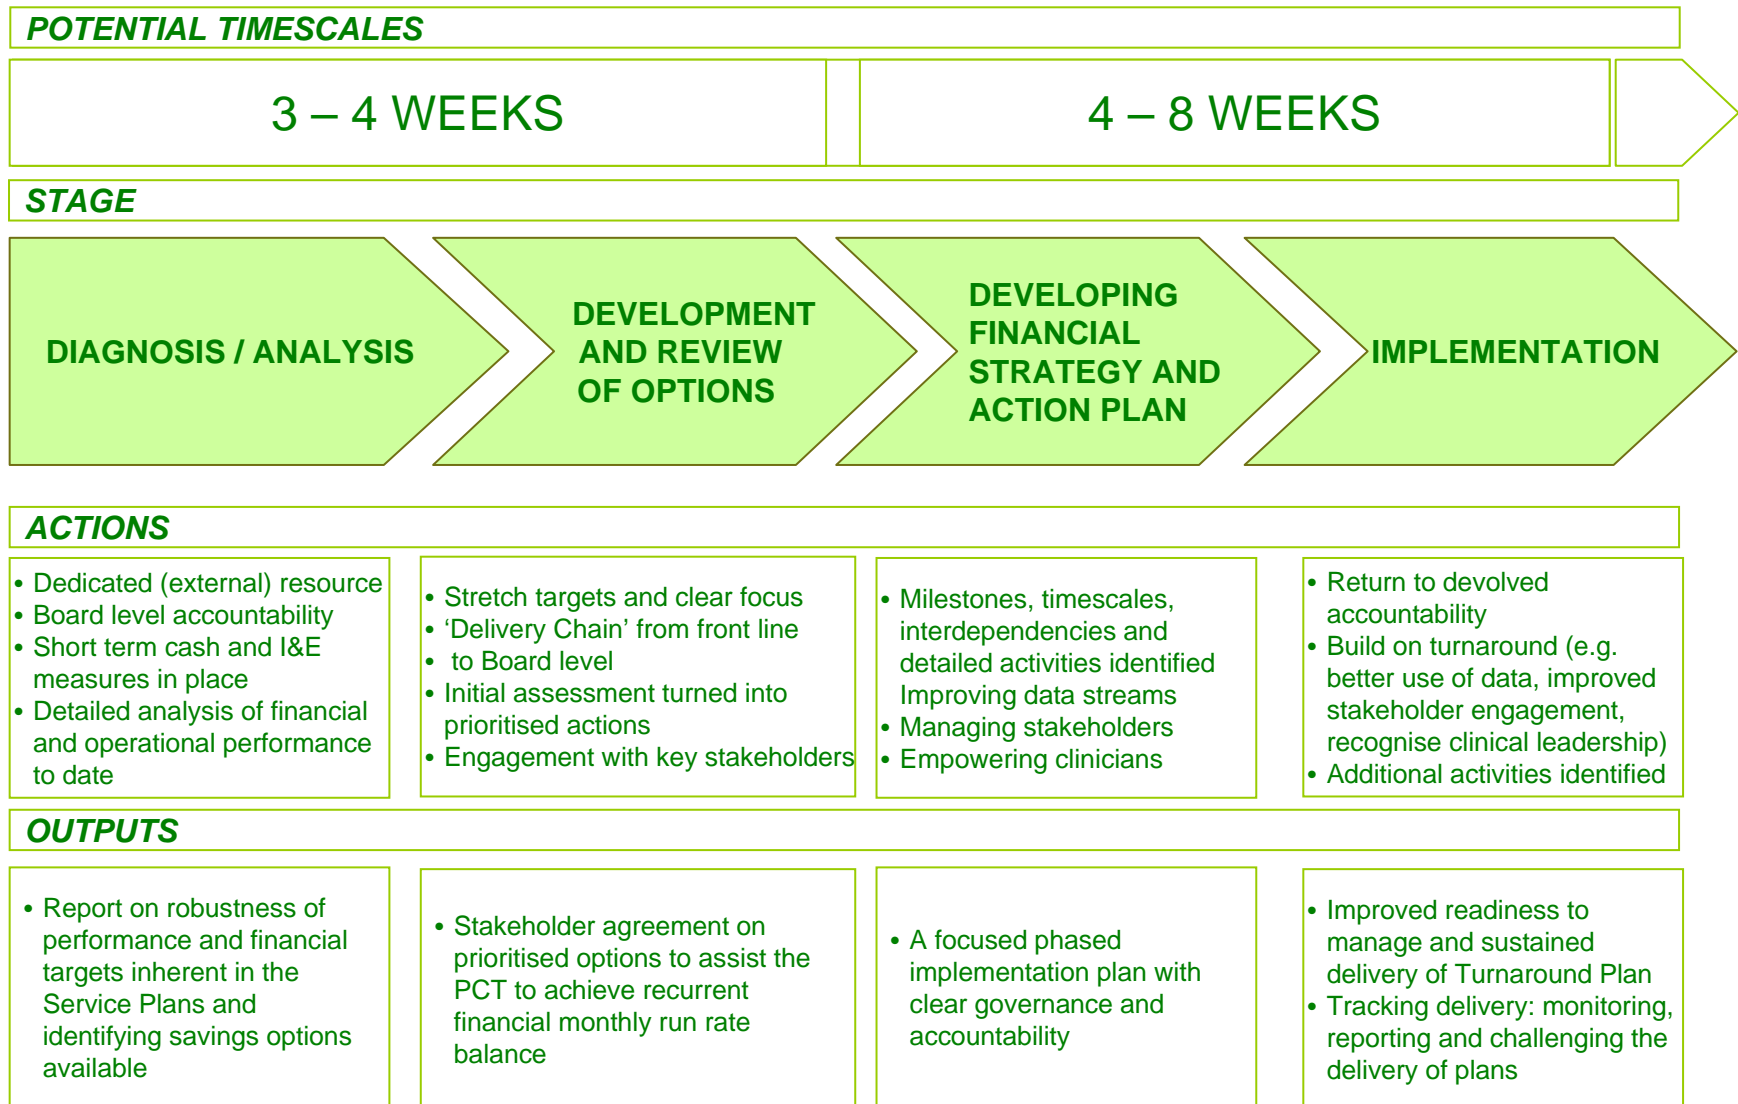 POTENTIAL TIMESCALES
3 – 4 WEEKS
4 – 8 WEEKS
STAGE
DIAGNOSIS / ANALYSIS
DEVELOPMENT
AND REVIEW
OF OPTIONS
DEVELOPING
FINANCIAL
STRATEGY AND
ACTION PLAN
IMPLEMENTATION
ACTIONS
• Dedicated (external) resource
• Board level accountability
• Short term cash and I&E
measures in place
• Detailed analysis of financial
and operational performance
to date
• Stretch targets and clear focus
• ‘Delivery Chain’ from front line
• to Board level
• Initial assessment turned into
prioritised actions
• Engagement with key stakeholders
• Milestones, timescales,
interdependencies and
detailed activities identified
Improving data streams
• Managing stakeholders
• Empowering clinicians
• Return to devolved
accountability
• Build on turnaround (e.g.
better use of data, improved
stakeholder engagement,
recognise clinical leadership)
• Additional activities identified
OUTPUTS
• Report on robustness of
performance and financial
targets inherent in the
Service Plans and
identifying savings options
available
• Stakeholder agreement on
prioritised options to assist the
PCT to achieve recurrent
financial monthly run rate
balance
• A focused phased
implementation plan with
clear governance and
accountability
• Improved readiness to
manage and sustained
delivery of Turnaround Plan
• Tracking delivery: monitoring,
reporting and challenging the
delivery of plans